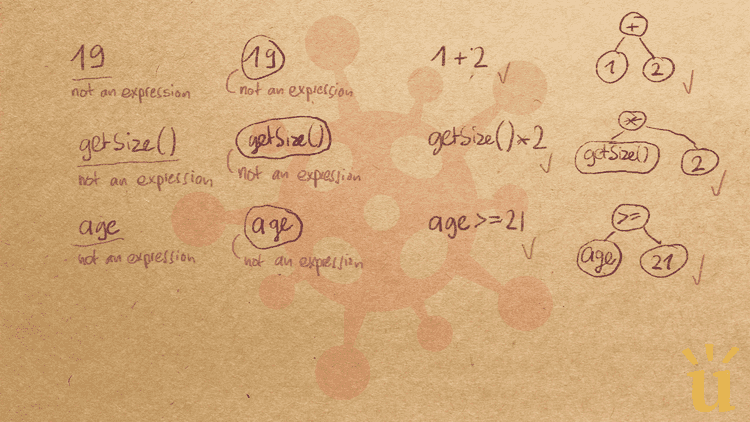 19
19
1+2
+
1 2
not an expression
not an expression
getSize()
getSize()
getSize()*2
*
getSize() 2
not an expression
not an expression
age
age
age>=21
>=
age 21
not an expression
not an expression
u